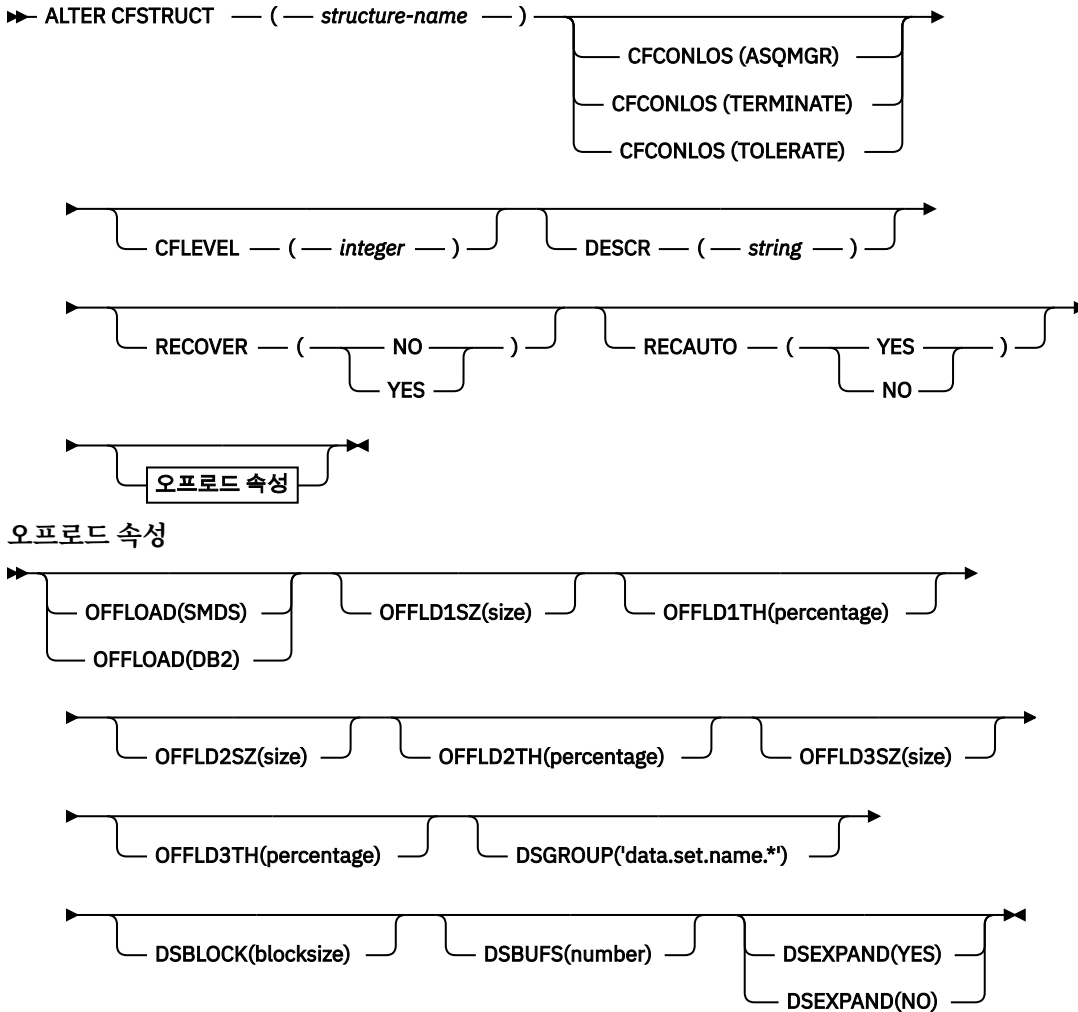 ALTER CFSTRUCT ( structure-name )
CFCONLOS (ASQMGR)
CFCONLOS (TERMINATE)
CFCONLOS (TOLERATE)
CFLEVEL ( integer ) DESCR ( string )
RECOVER ( NO ) RECAUTO ( YES )
YES NO
오프로드 속성
오프로드 속성
OFFLOAD(SMDS) OFFLD1SZ(size) OFFLD1TH(percentage)
OFFLOAD(DB2)
OFFLD2SZ(size) OFFLD2TH(percentage) OFFLD3SZ(size)
OFFLD3TH(percentage) DSGROUP('data.set.name.*')
DSBLOCK(blocksize) DSBUFS(number) DSEXPAND(YES)
DSEXPAND(NO)